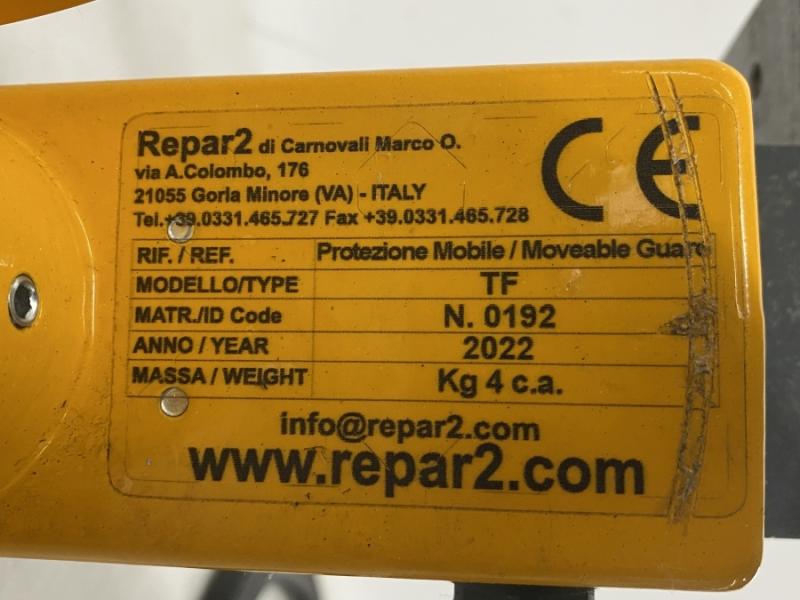 Repar2 di Carnovali Marco O.
via A.Colombo, 176
21055 Gorla Minore (VA) - ITALY
Tel.+39.0331.465.727 Fax +39.0331.465.728
CE
RIF. / REF. Protezione Mobile / Moveable Guard
MODELLO/TYPE TF
MATR./ID Code N. 0192
ANNO / YEAR 2022
MASSA / WEIGHT Kg 4 c.a.
info@repar2.com
www.repar2.com